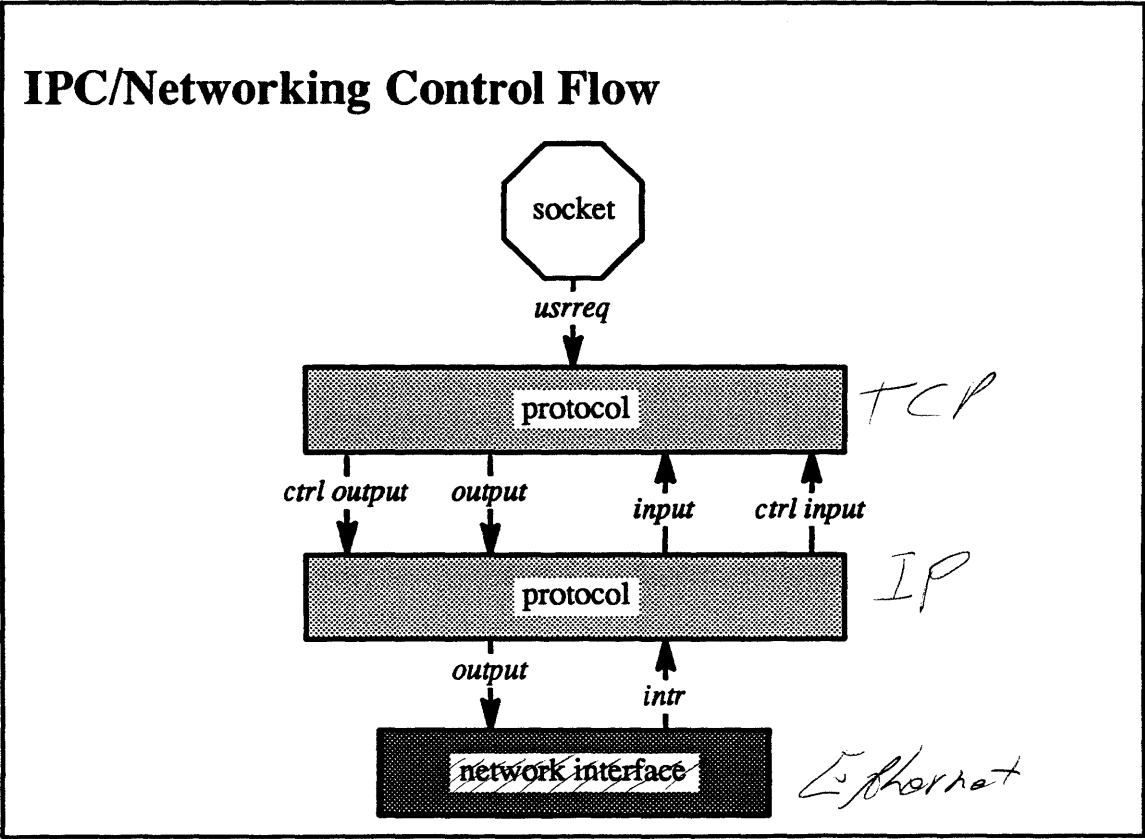 IPC/Networking Control Flow
socket
usrreq
protocol
TCP
ctrl output
output
input
ctrl input
protocol
IP
output
intr
network interface
Ethernet